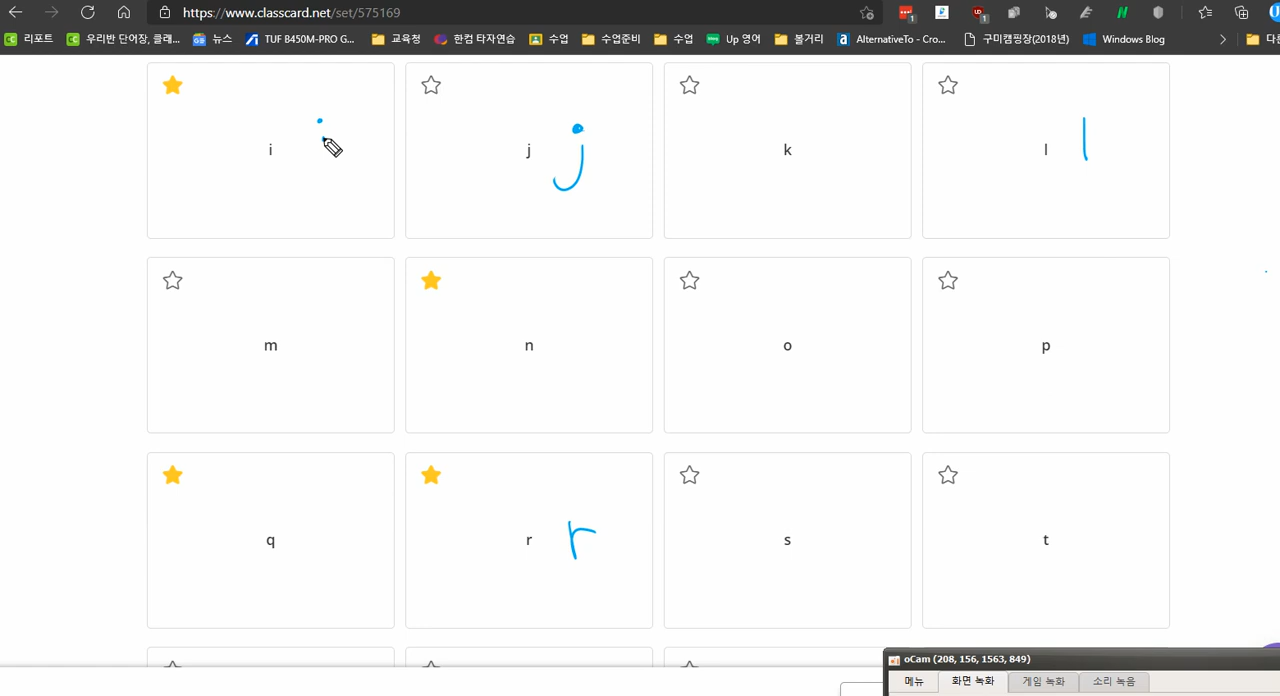 https://www.classcard.net/set/575169
리포트 우리반 단어장, 클래... 뉴스 TUF B450M-PRO G... 교육청 한컴 타자연습 수업 수업준비 수업 Up 영어 볼거리 AlternativeTo - Cro... 구미캠핑장(2018년) Windows Blog 다른
i j j k l l
m n o p
q r r s t
oCam (208, 156, 1563, 849)
메뉴 화면 녹화 게임 녹화 소리 녹음